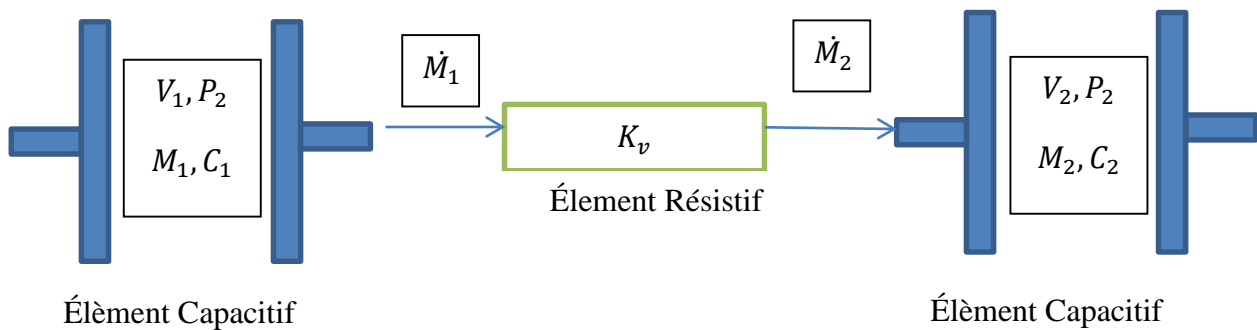 V₁, P₂
M₁, C₁
Ṁ₁
K_v
Ṁ₂
V₂, P₂
M₂, C₂
Élement Résistif
Élèment Capacitif
Élèment Capacitif